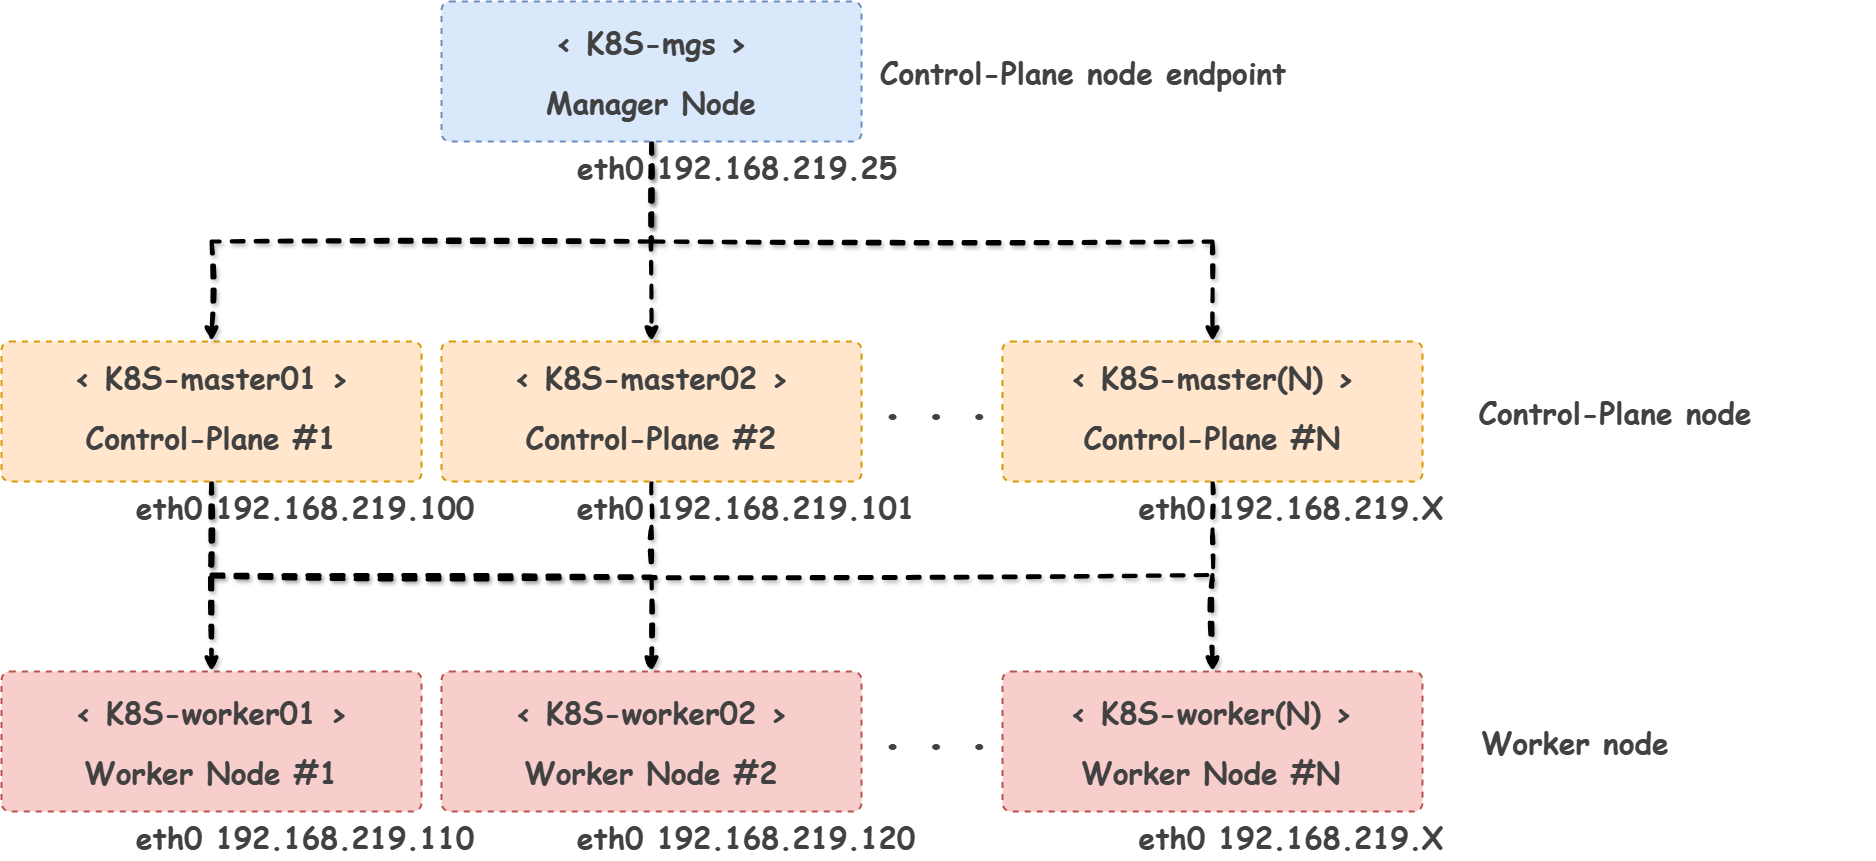 < K8S-mgs >
Manager Node
Control-Plane node endpoint
eth0 192.168.219.25
< K8S-master01 >
Control-Plane #1
eth0 192.168.219.100
< K8S-master02 >
Control-Plane #2
eth0 192.168.219.101
. . .
< K8S-master(N) >
Control-Plane #N
eth0 192.168.219.X
Control-Plane node
< K8S-worker01 >
Worker Node #1
eth0 192.168.219.110
< K8S-worker02 >
Worker Node #2
eth0 192.168.219.120
. . .
< K8S-worker(N) >
Worker Node #N
eth0 192.168.219.X
Worker node